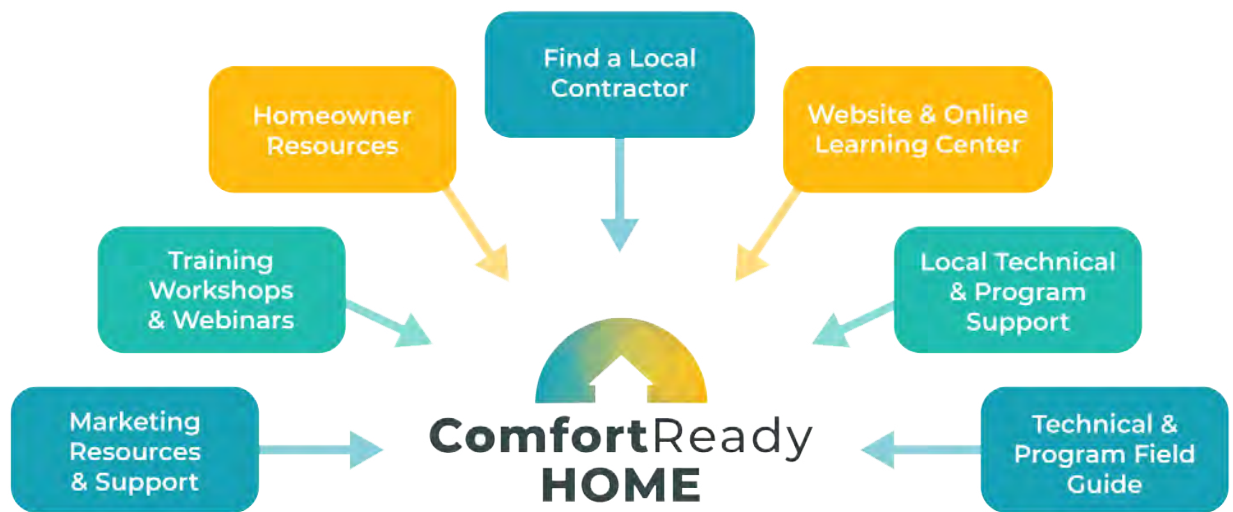 Find a Local
Contractor
Homeowner
Resources
Website & Online
Learning Center
Training
Workshops
& Webinars
Local Technical
& Program
Support
Marketing
Resources
& Support
ComfortReady
HOME
Technical &
Program Field
Guide